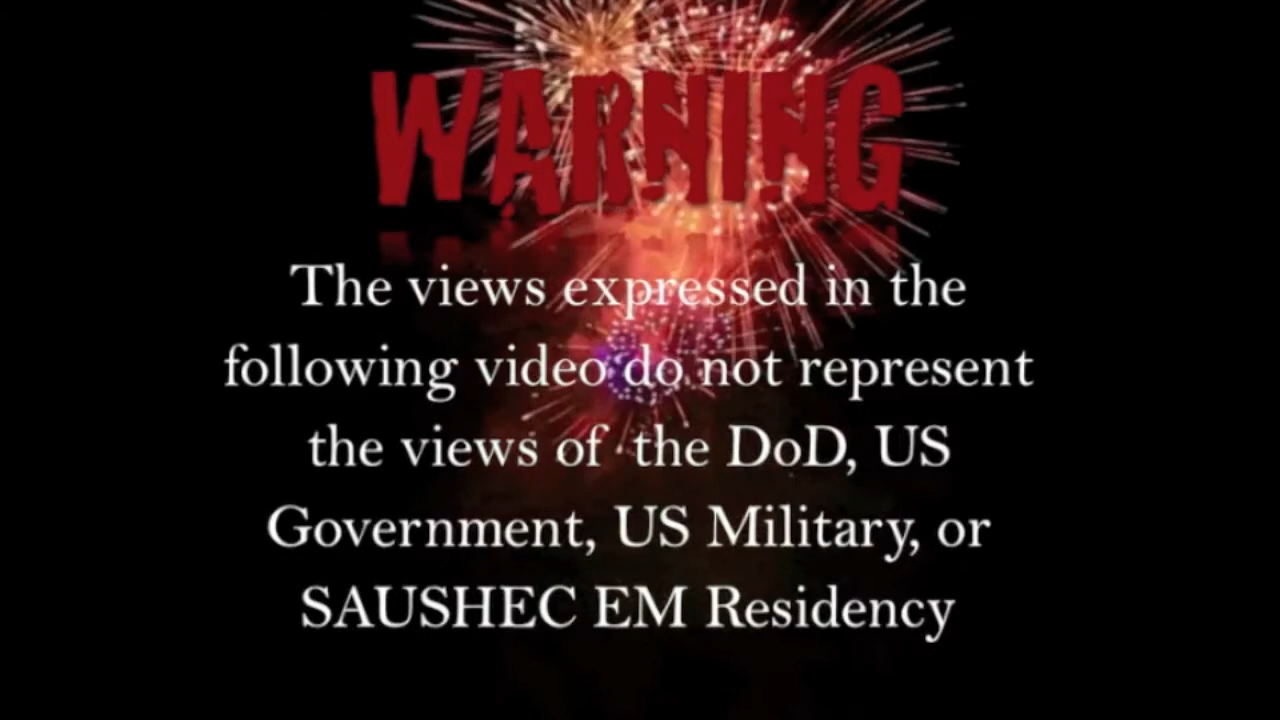 WARNING
The views expressed in the
following video do not represent
the views of the DoD, US
Government, US Military, or
SAUSHEC EM Residency